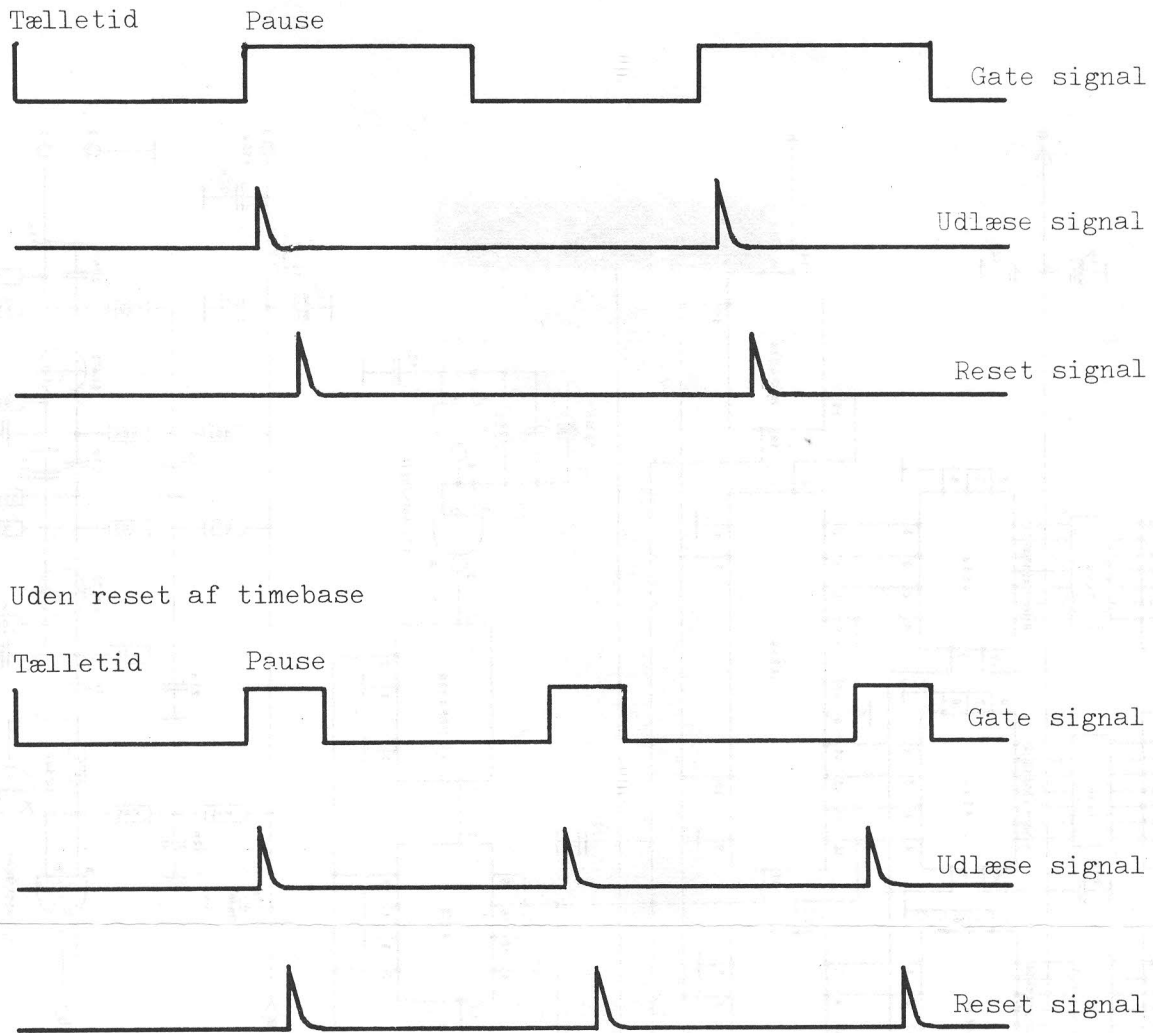 Tælletid Pause
Gate signal
Udlæse signal
Reset signal
Uden reset af timebase
Tælletid Pause
Gate signal
Udlæse signal
Reset signal